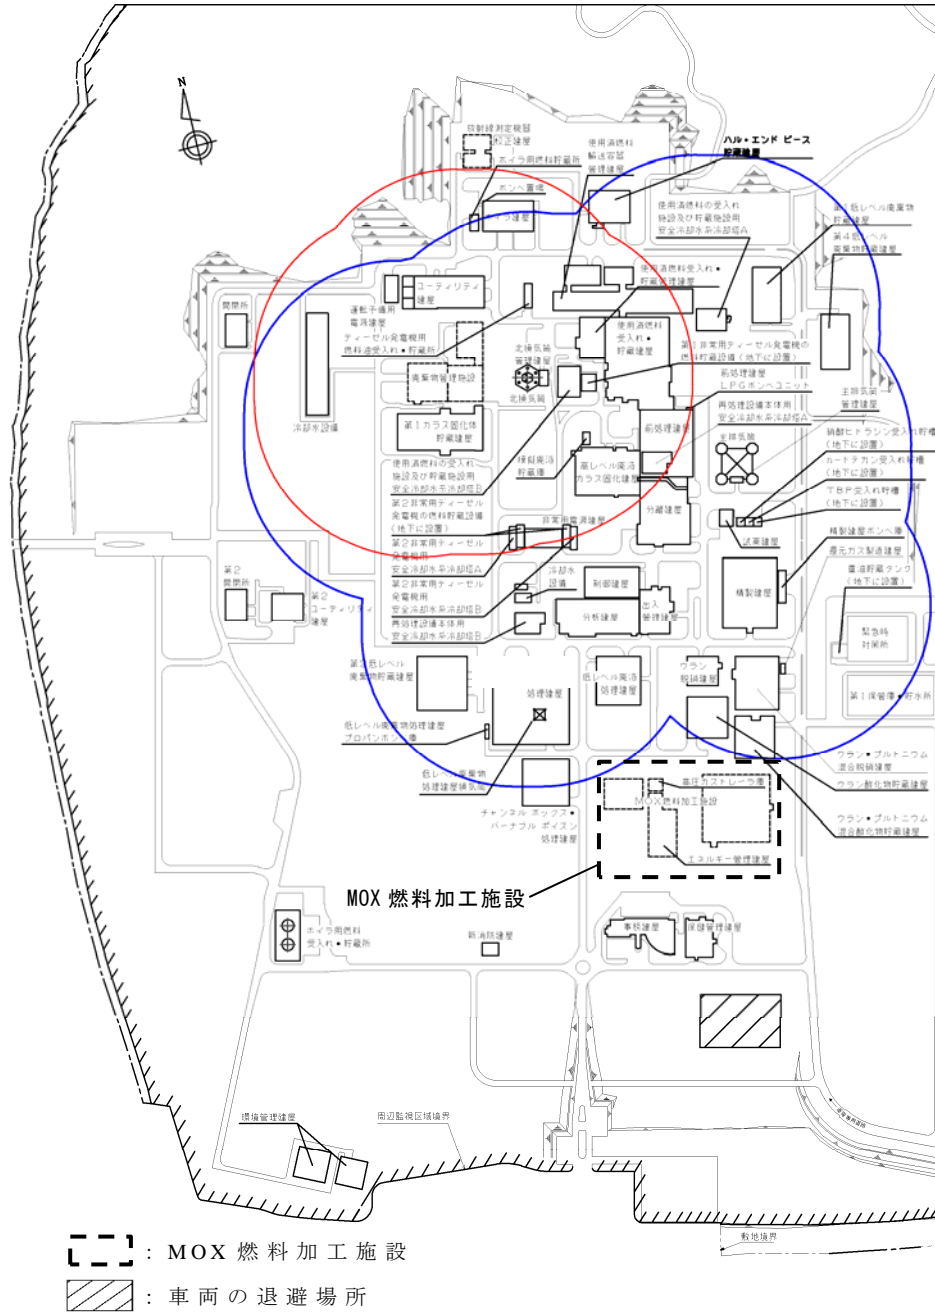 N
放射線測定機器
校正建屋
ボイラ用燃料貯蔵所
ボンベ置場
ボイラ建屋
使用済燃料
輸送容器
管理建屋
ハル・エンド ピース
貯蔵建屋
使用済燃料の受入れ
施設及び貯蔵施設用
安全冷却水系冷却塔A
第1低レベル廃棄物
貯蔵建屋
第4低レベル
廃棄物貯蔵建屋
開閉所
ユーティリティ
建屋
運転予備用
電源建屋
ディーゼル発電機用
燃料油受入れ・貯蔵所
使用済燃料受入れ・
貯蔵管理建屋
使用済燃料
受入れ・
貯蔵建屋
北換気筒
管理建屋
北換気筒
第1非常用ディーゼル発電機の
燃料貯蔵設備（地下に設置）
前処理建屋
LPGボンベユニット
再処理設備本体用
安全冷却水系冷却塔A
主排気筒
管理建屋
廃棄物管理施設
冷却水設備
第1ガラス固化体
貯蔵建屋
前処理建屋
主排気筒
硝酸ヒドラジン受入れ貯槽
（地下に設置）
n－ドデカン受入れ貯槽
（地下に設置）
TBP受入れ貯槽
（地下に設置）
使用済燃料の受入れ
施設及び貯蔵施設用
安全冷却水系冷却塔B
模擬廃液
貯蔵庫
高レベル廃液
ガラス固化建屋
第2非常用ディーゼル
発電機の燃料貯蔵設備
（地下に設置）
非常用電源建屋
分離建屋
試薬建屋
精製建屋ボンベ庫
還元ガス製造建屋
重油貯蔵タンク
（地下に設置）
第2非常用ディーゼル
発電機用
安全冷却水系冷却塔A
第2非常用ディーゼル
発電機用
安全冷却水系冷却塔B
再処理設備本体用
安全冷却水系冷却塔B
冷却水
設備
制御建屋
分析建屋
出入
管理建屋
精製建屋
第2
開閉所
第2
ユーティリティ
建屋
緊急時
対策所
第2低レベル
廃棄物貯蔵建屋
処理建屋
低レベル廃液
処理建屋
ウラン
脱硝建屋
第1保管庫・貯水所
低レベル廃棄物処理建屋
プロパンボンベ庫
低レベル廃棄物
処理建屋換気筒
ウラン・プルトニウム
混合脱硝建屋
ウラン酸化物貯蔵建屋
ウラン・プルトニウム
混合酸化物貯蔵建屋
チャンネル ボックス・
バーナブル ポイズン
処理建屋
高圧ガストレーラ庫
MOX燃料加工施設
エネルギー管理建屋
MOX 燃料加工施設
ボイラ用燃料
受入れ・貯蔵所
新消防建屋
事務建屋
保健管理建屋
環境管理建屋
周辺監視区域境界
敷地境界
：MOX 燃料加工施設
：車両の退避場所